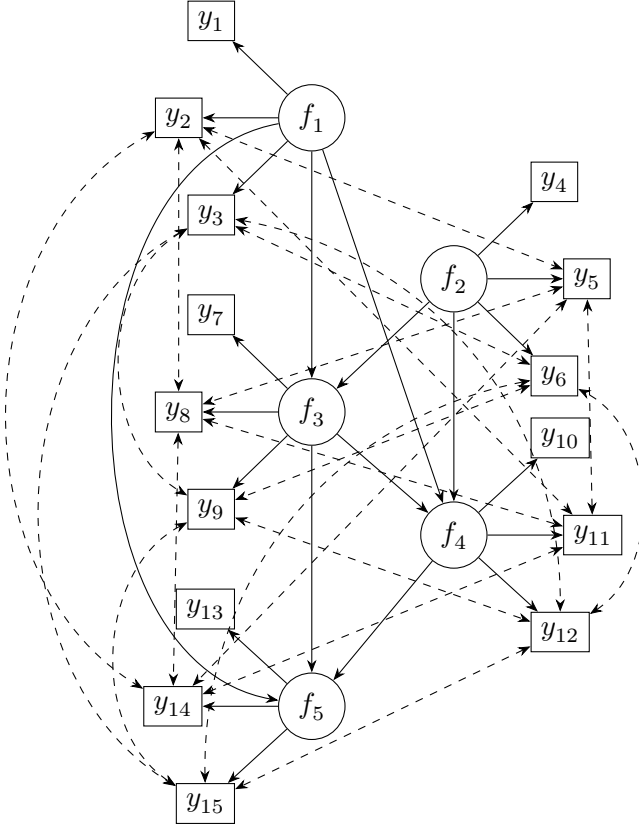 y₁
y₂
f₁
y₃
y₄
f₂
y₅
y₇
y₆
y₈
f₃
y₁₀
y₉
f₄
y₁₁
y₁₃
y₁₂
y₁₄
f₅
y₁₅